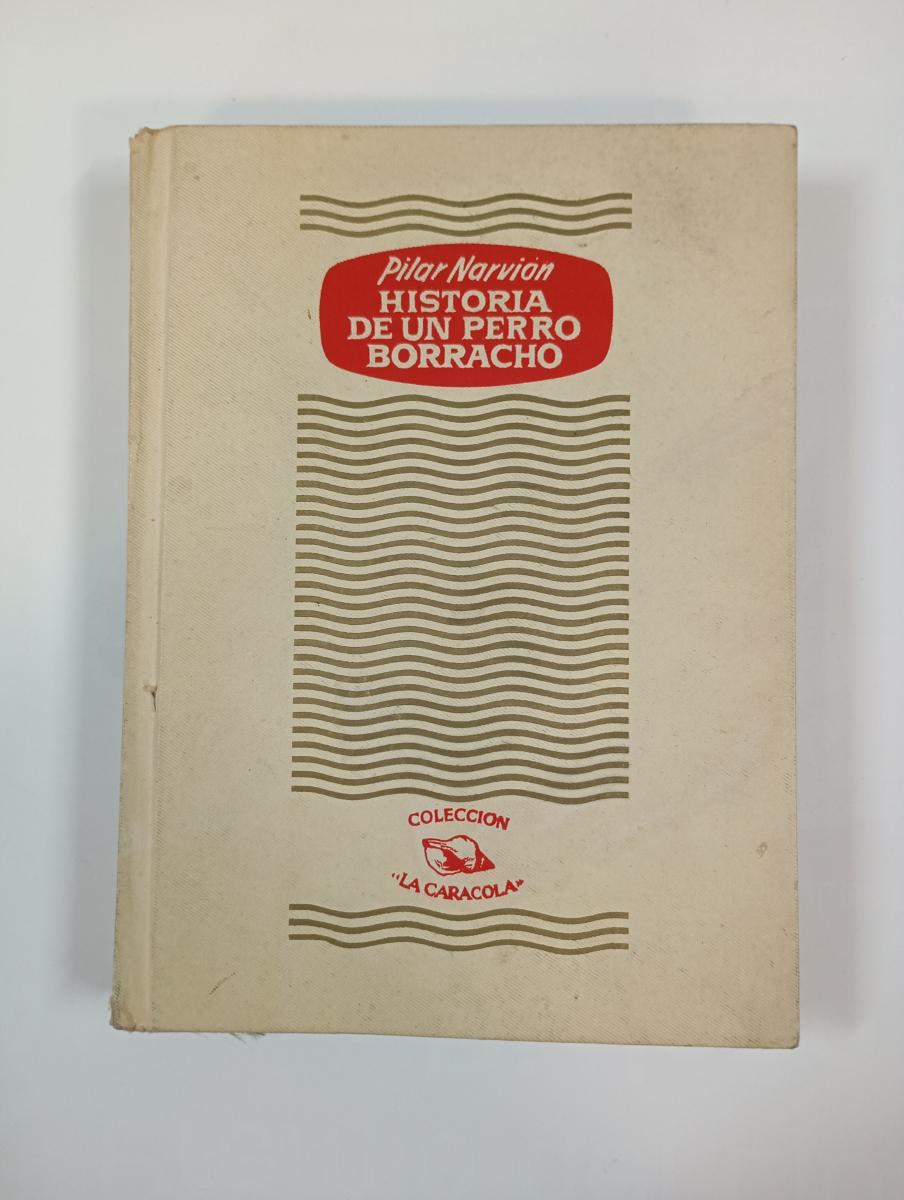 Pilar Narvión
HISTORIA
DE UN PERRO
BORRACHO
COLECCION
"LA CARACOLA"